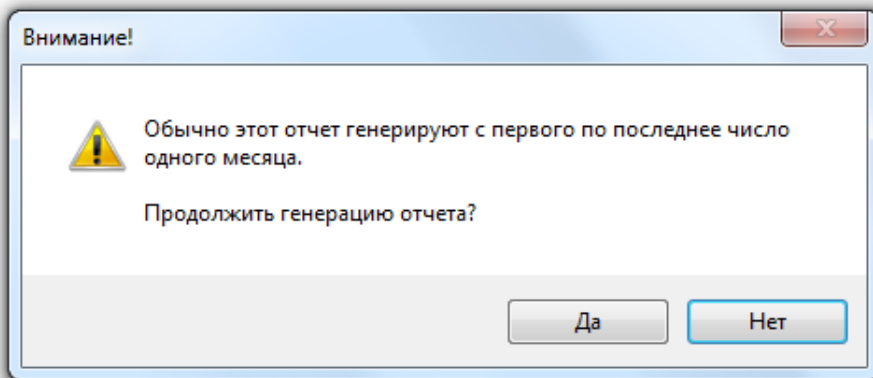 Внимание!
Обычно этот отчет генерируют с первого по последнее число
одного месяца.
Продолжить генерацию отчета?
Да
Нет